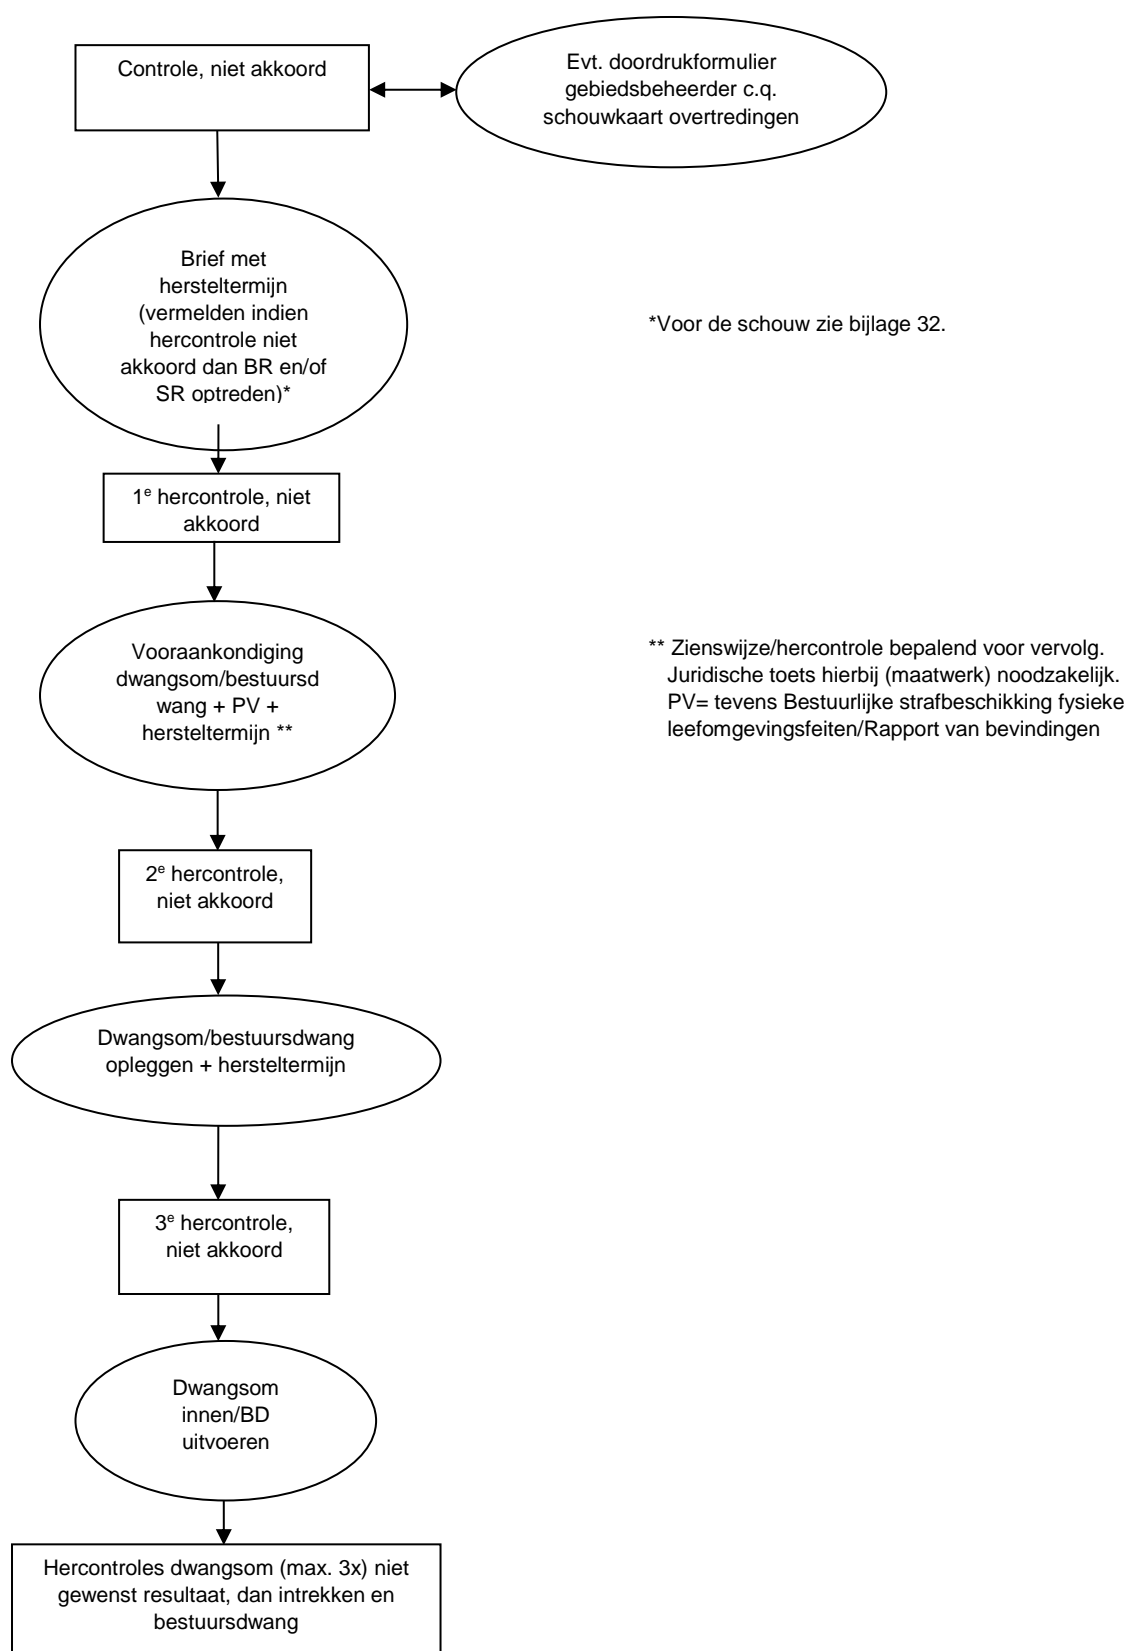 Controle, niet akkoord
Evt. doordrukformulier
gebiedsbeheerder c.q.
schouwkaart overtredingen
Brief met
hersteltermijn
(vermelden indien
hercontrole niet
akkoord dan BR en/of
SR optreden)*
*Voor de schouw zie bijlage 32.
1e hercontrole, niet
akkoord
Vooraankondiging
dwangsom/bestuursd
wang + PV +
hersteltermijn **
** Zienswijze/hercontrole bepalend voor vervolg.
Juridische toets hierbij (maatwerk) noodzakelijk.
PV= tevens Bestuurlijke strafbeschikking fysieke
leefomgevingsfeiten/Rapport van bevindingen
2e hercontrole,
niet akkoord
Dwangsom/bestuursdwang
opleggen + hersteltermijn
3e hercontrole,
niet akkoord
Dwangsom
innen/BD
uitvoeren
Hercontroles dwangsom (max. 3x) niet
gewenst resultaat, dan intrekken en
bestuursdwang